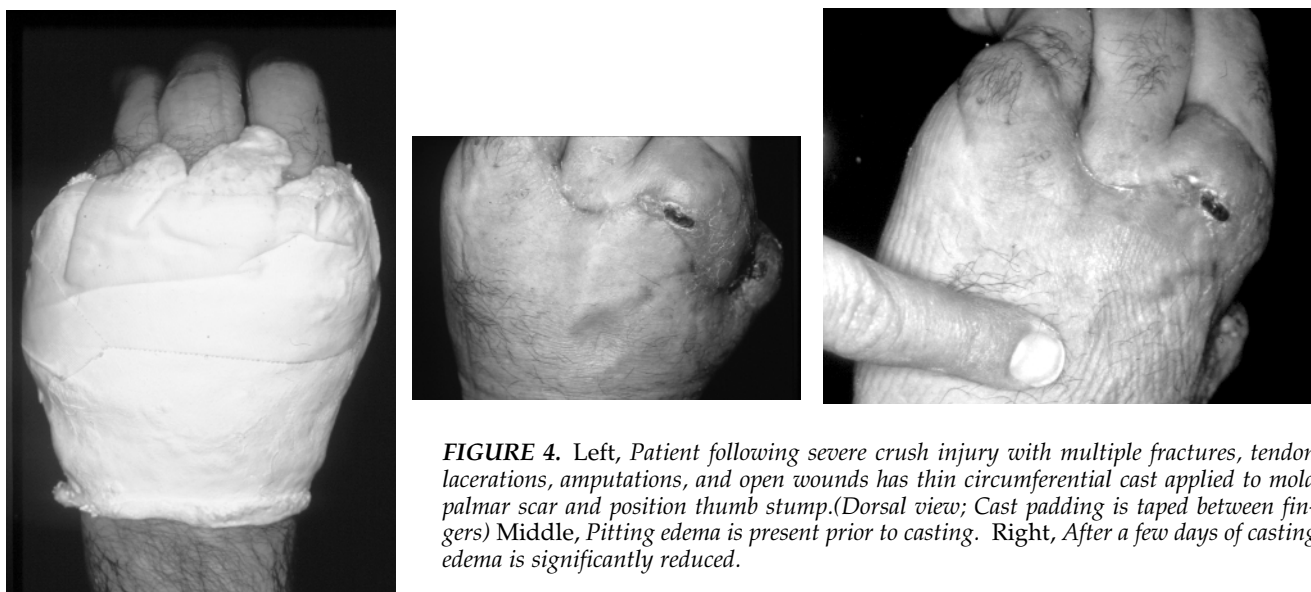 FIGURE 4. Left, Patient following severe crush injury with multiple fractures, tendon
lacerations, amputations, and open wounds has thin circumferential cast applied to mold
palmar scar and position thumb stump.(Dorsal view; Cast padding is taped between fin-
gers) Middle, Pitting edema is present prior to casting. Right, After a few days of casting
edema is significantly reduced.